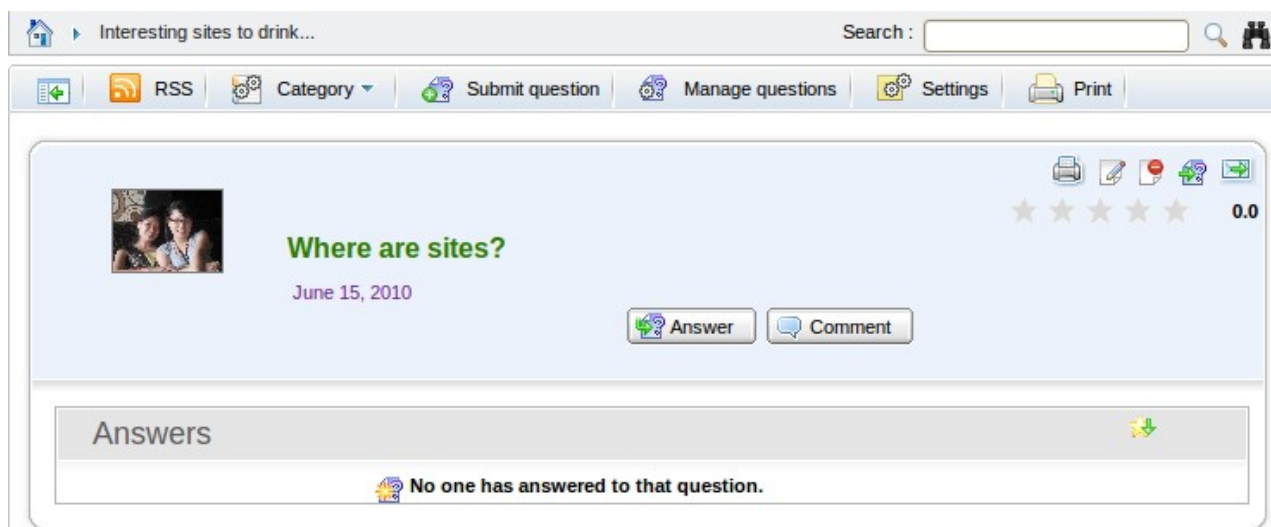 Interesting sites to drink... Search :
RSS Category Submit question Manage questions Settings Print
0.0
Where are sites?
June 15, 2010
Answer Comment
Answers
No one has answered to that question.